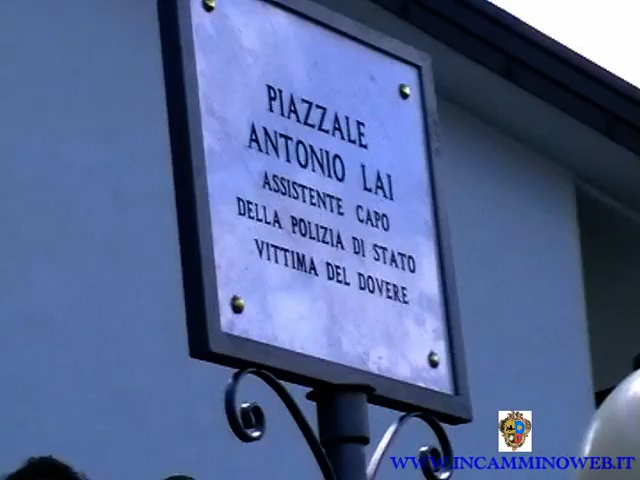 PIAZZALE
ANTONIO LAI
ASSISTENTE CAPO
DELLA POLIZIA DI STATO
VITTIMA DEL DOVERE
WWW.INCAMMINOWEB.IT